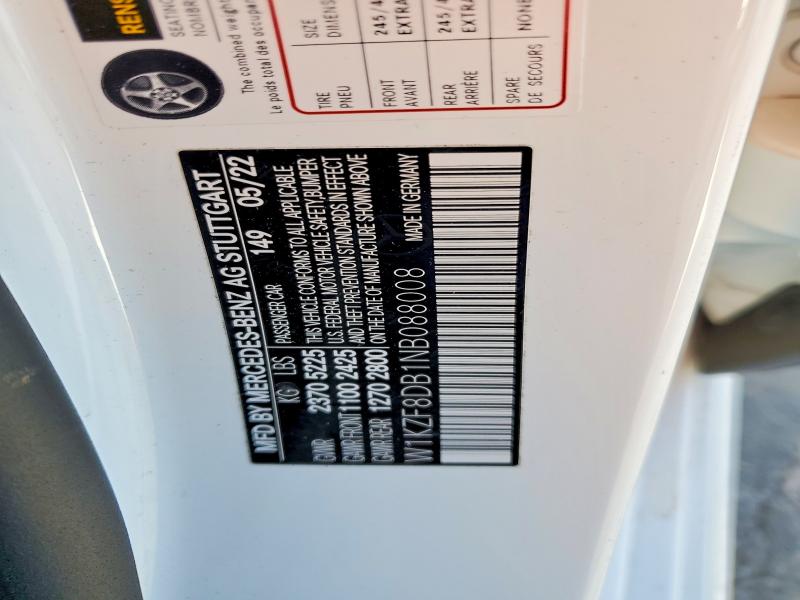 MFD BY MERCEDES-BENZ AG STUTTGART
KG LBS PASSENGER CAR 149 05/22
GVWR 2370 5225 THIS VEHICLE CONFORMS TO ALL APPLICABLE
U.S. FEDERAL MOTOR VEHICLE SAFETY, BUMPER
GAWR FRONT 1100 2425 AND THEFT PREVENTION STANDARDS IN EFFECT
GAWR REAR 1270 2800 ON THE DATE OF MANUFACTURE SHOWN ABOVE
W1KZF8DB1NB088008 MADE IN GERMANY
RENS
SEATING
NOMBRE
The combined weight
Le poids total des occupa
TIRE SIZE
PNEU DIMENS
FRONT 245/4
AVANT EXTRA
REAR 245/4
ARRIÈRE EXTRA
SPARE NONE
DE SECOURS